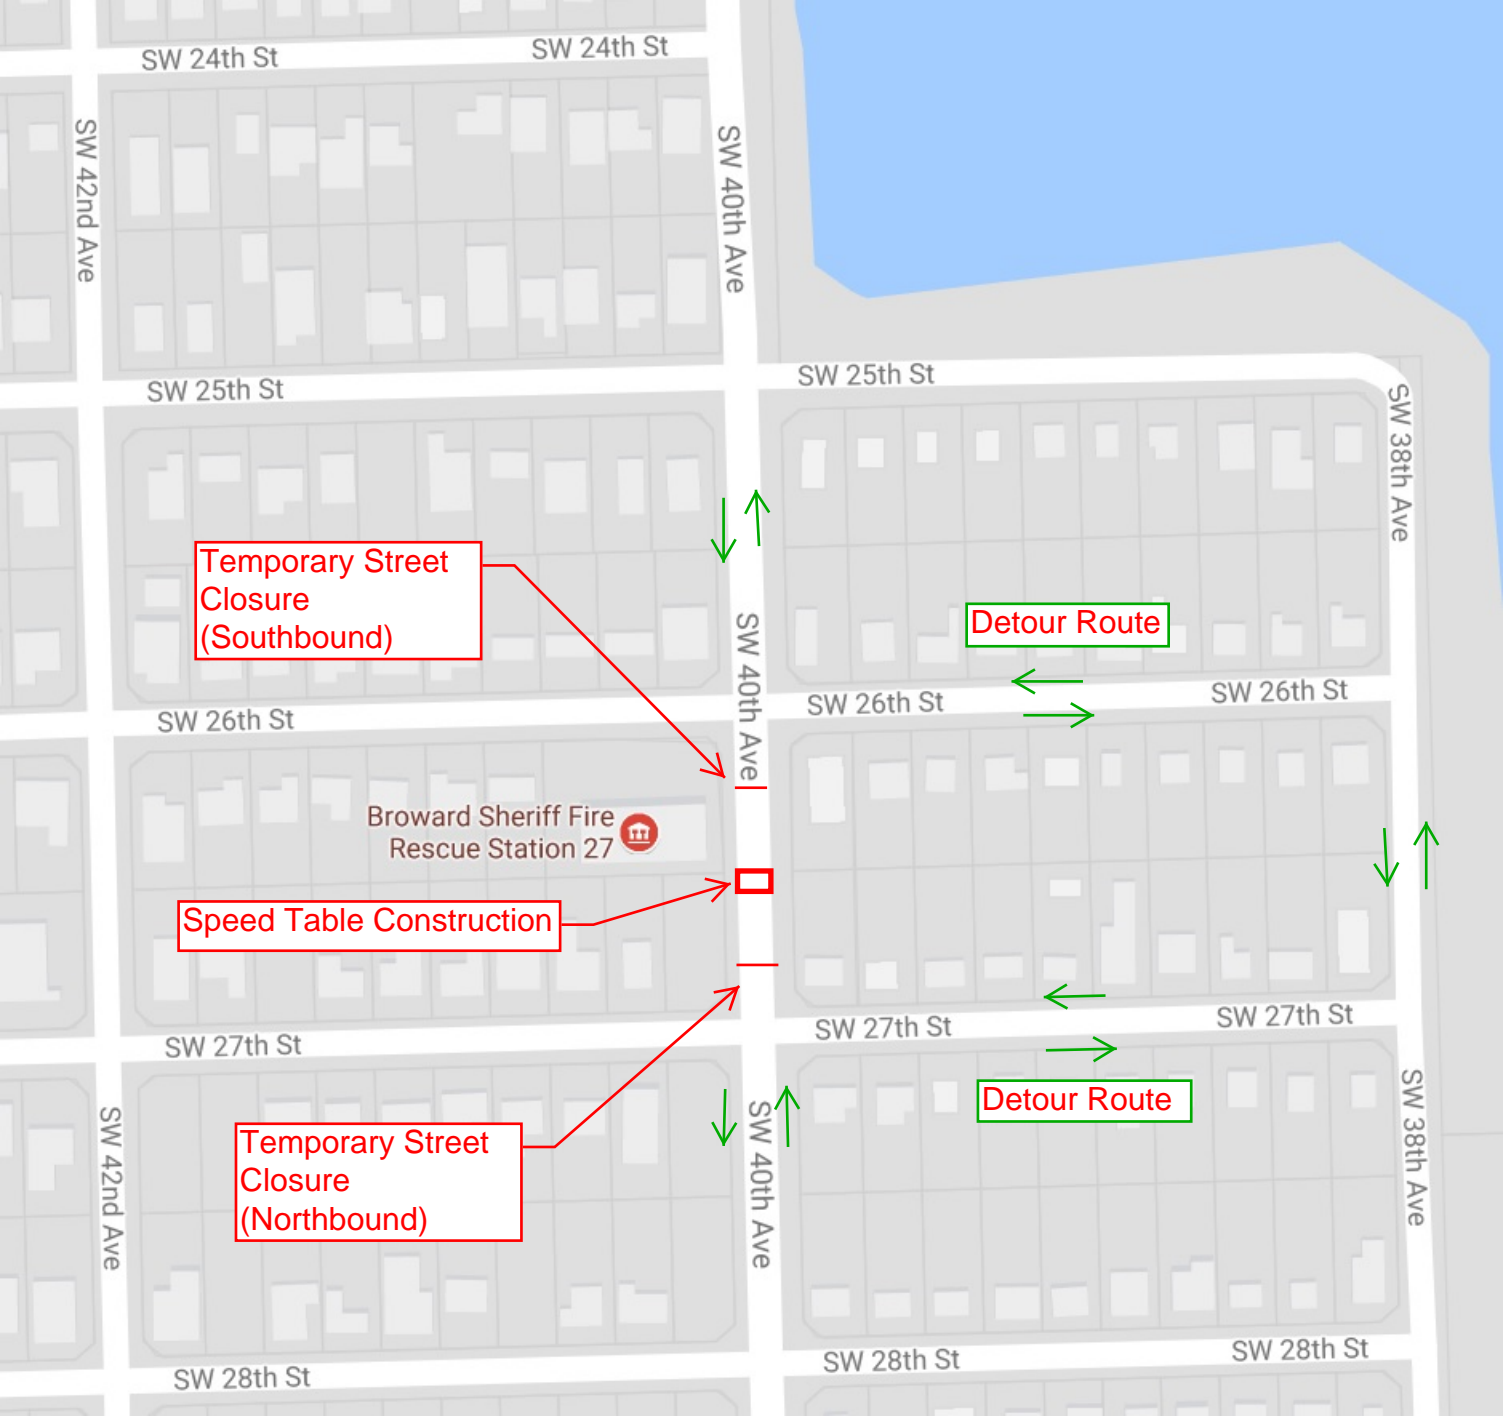 SW 24th St
SW 24th St
SW 42nd Ave
SW 40th Ave
SW 25th St
SW 25th St
SW 38th Ave
Temporary Street
Closure
(Southbound)
Detour Route
SW 40th Ave
SW 26th St
SW 26th St
SW 26th St
Broward Sheriff Fire
Rescue Station 27
Speed Table Construction
SW 27th St
SW 27th St
SW 27th St
Detour Route
SW 42nd Ave
SW 40th Ave
SW 38th Ave
Temporary Street
Closure
(Northbound)
SW 28th St
SW 28th St
SW 28th St